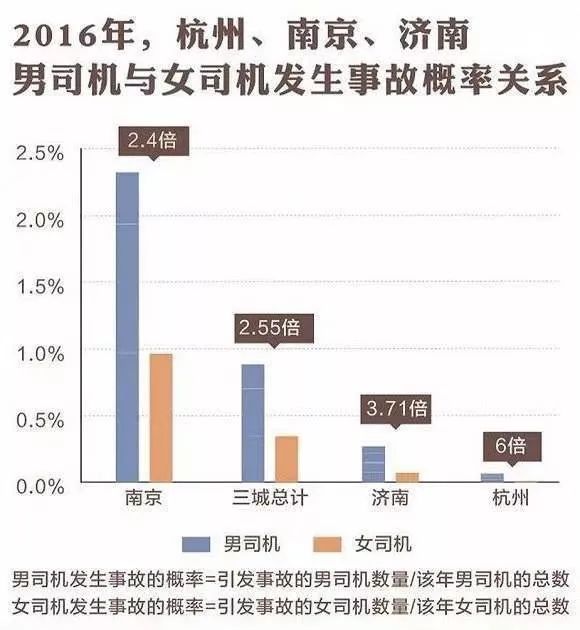 2016年，杭州、南京、济南
男司机与女司机发生事故概率关系
2.5%
2.0%
1.5%
1.0%
0.5%
0.0%
2.4倍
2.55倍
3.71倍
6倍
南京
三城总计
济南
杭州
男司机
女司机
男司机发生事故的概率=引发事故的男司机数量/该年男司机的总数
女司机发生事故的概率=引发事故的女司机数量/该年女司机的总数